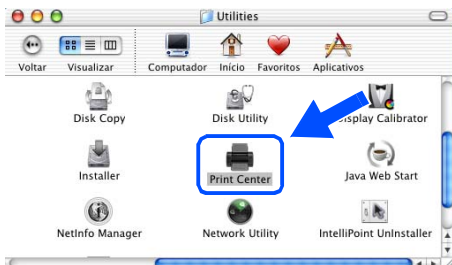 Utilities
Voltar Visualizar Computador Início Favoritos Aplicativos
Disk Copy Disk Utility Display Calibrator
Installer Print Center Java Web Start
NetInfo Manager Network Utility IntelliPoint UnInstaller